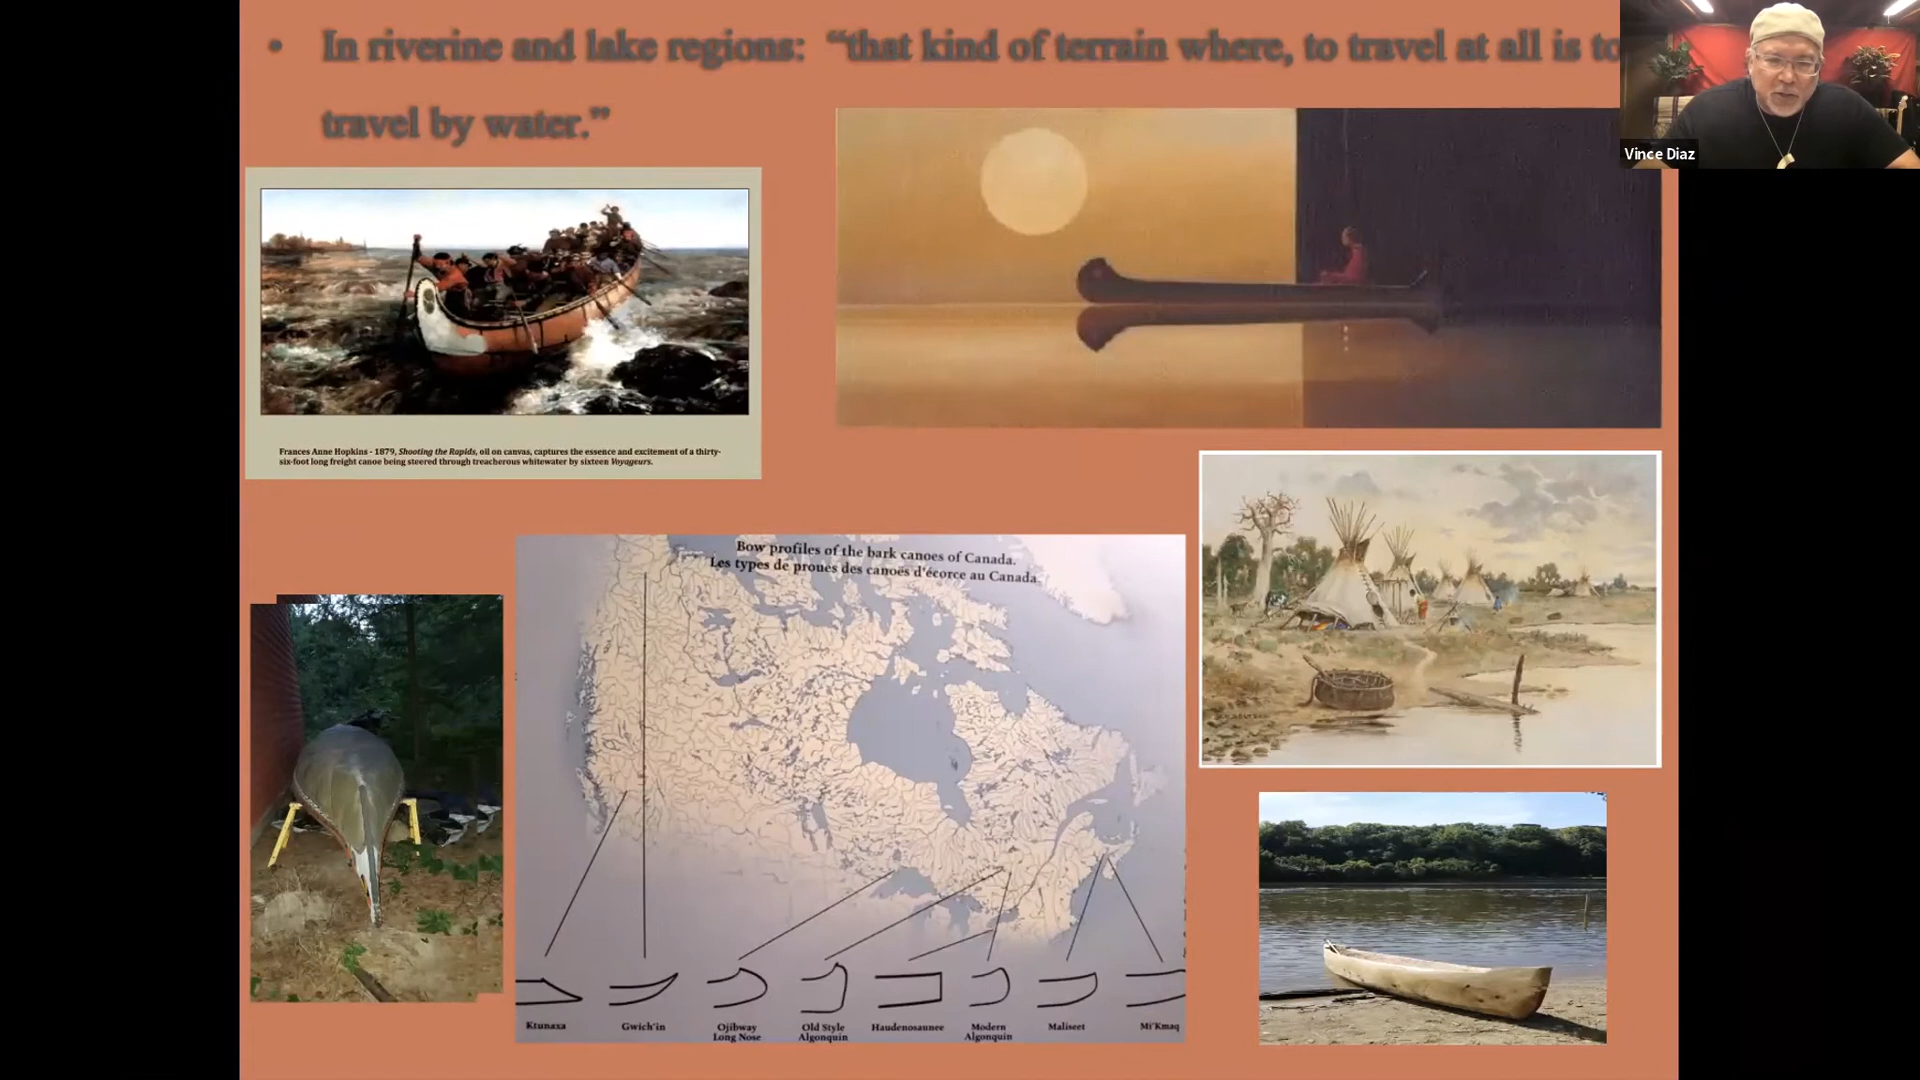 • In riverine and lake regions: “that kind of terrain where, to travel at all is to
travel by water.”
Vince Diaz
Frances Anne Hopkins - 1879, Shooting the Rapids, oil on canvas, captures the essence and excitement of a thirty-
six-foot long freight canoe being steered through treacherous whitewater by sixteen Voyageurs.
Bow profiles of the bark canoes of Canada.
Les types de proues des canoës d'écorce au Canada.
Ktunaxa
Gwich'in
Ojibway
Long Nose
Old Style
Algonquin
Haudenosaunee
Modern
Algonquin
Maliseet
Mi'Kmaq